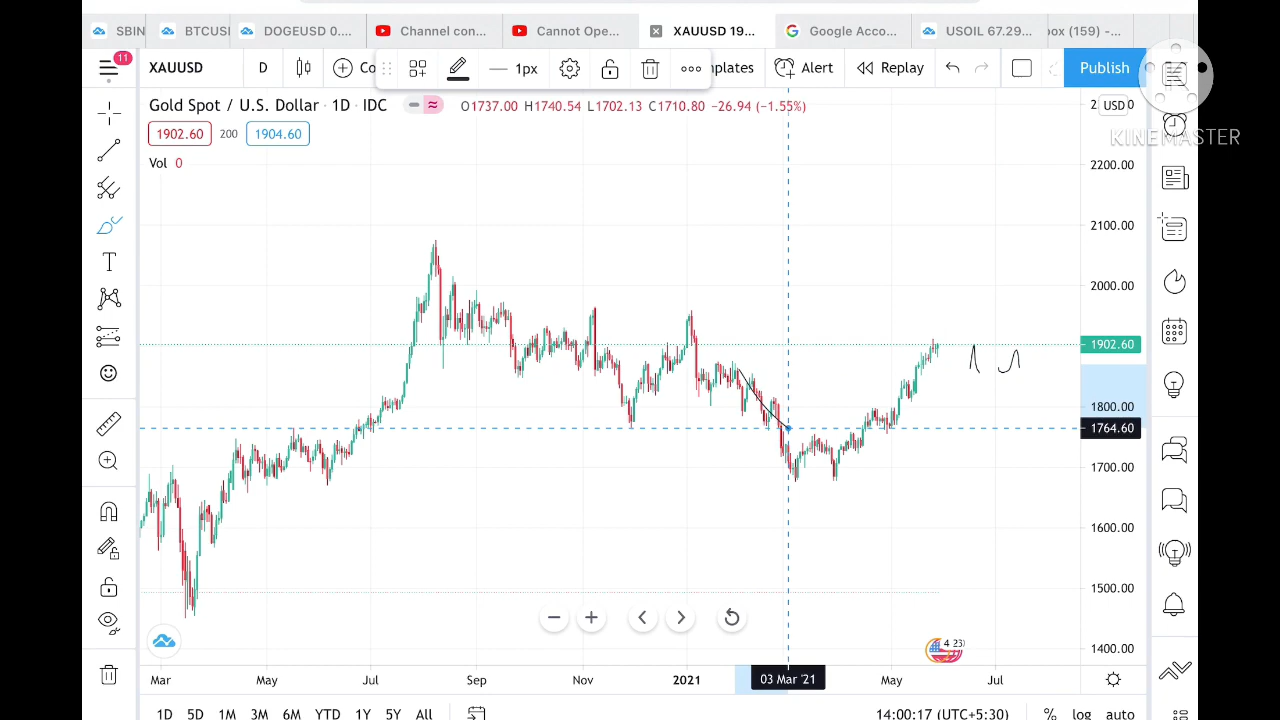 SBIN BTCUS DOGEUSD 0.... Channel con... Cannot Ope... XAUUSD 19... Google Acco... USOIL 67.29... ox (159) -...
11 XAUUSD D Co 1px mplates Alert Replay Publish
Gold Spot / U.S. Dollar · 1D · IDC O1737.00 H1740.54 L1702.13 C1710.80 −26.94 (−1.55%) USD
1902.60 200 1904.60
KINEMASTER
Vol 0
2200.00
2100.00
2000.00
1902.60
1800.00
1764.60
1700.00
1600.00
1500.00
4 23
1400.00
Mar May Jul Sep Nov 2021 03 Mar '21 May Jul
1D 5D 1M 3M 6M YTD 1Y 5Y All 14:00:17 (UTC+5:30) % log auto